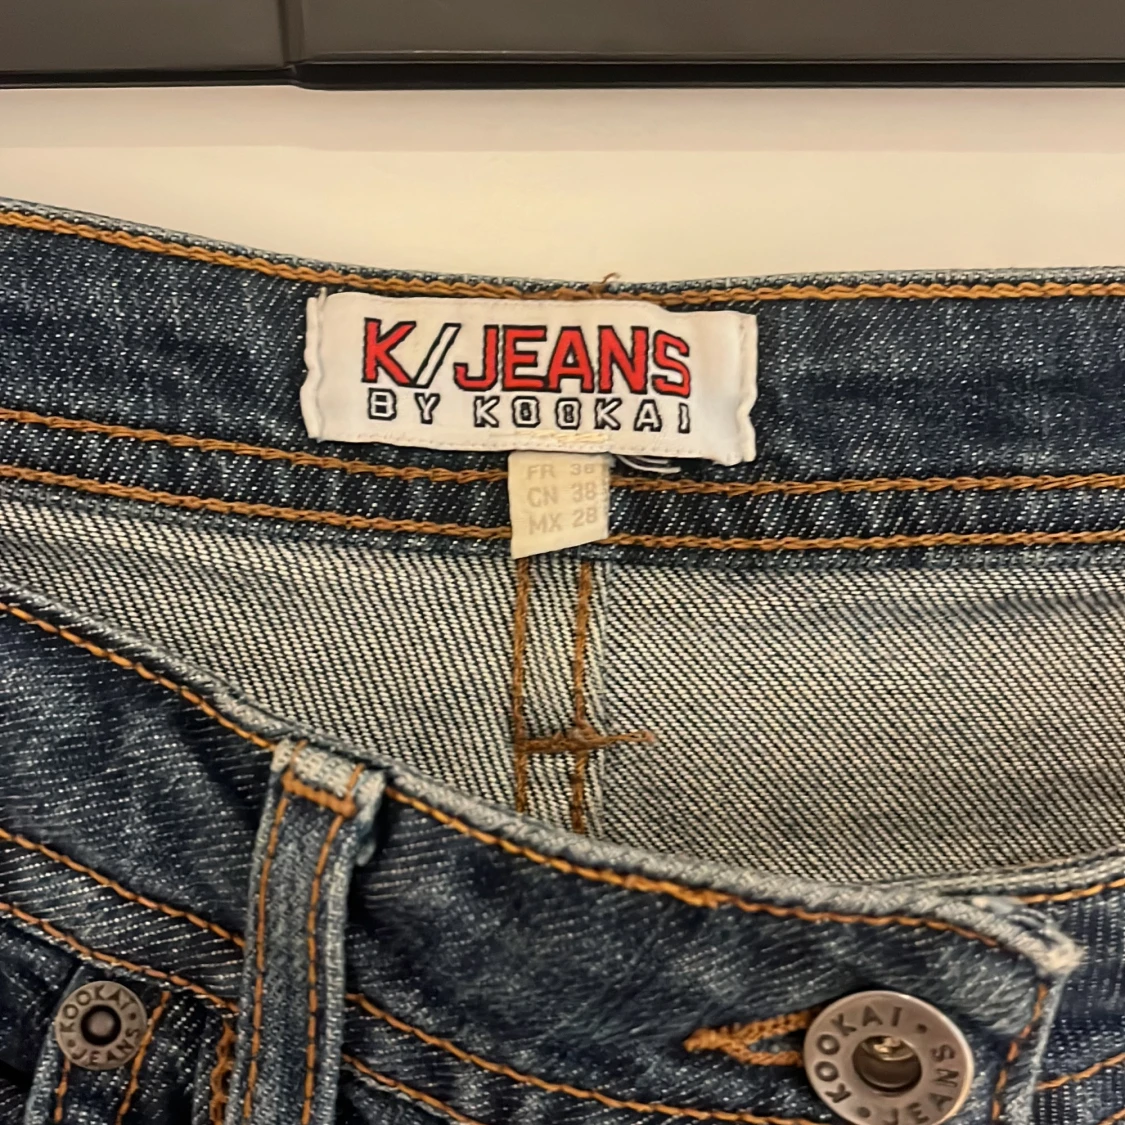 K/JEANS
BY KOOKAI
FR 38
CN 38
MX 28
KOOKAI
JEANS
KOOKAI
JEANS